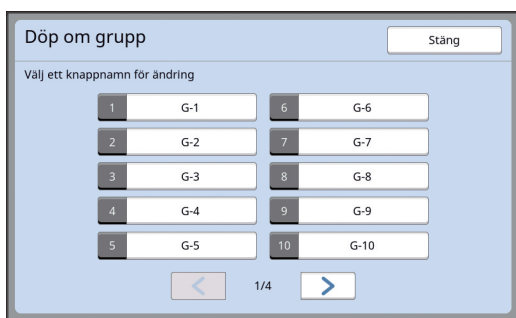 Döp om grupp
Stäng
Välj ett knappnamn för ändring
1 G-1
2 G-2
3 G-3
4 G-4
5 G-5
6 G-6
7 G-7
8 G-8
9 G-9
10 G-10
1/4